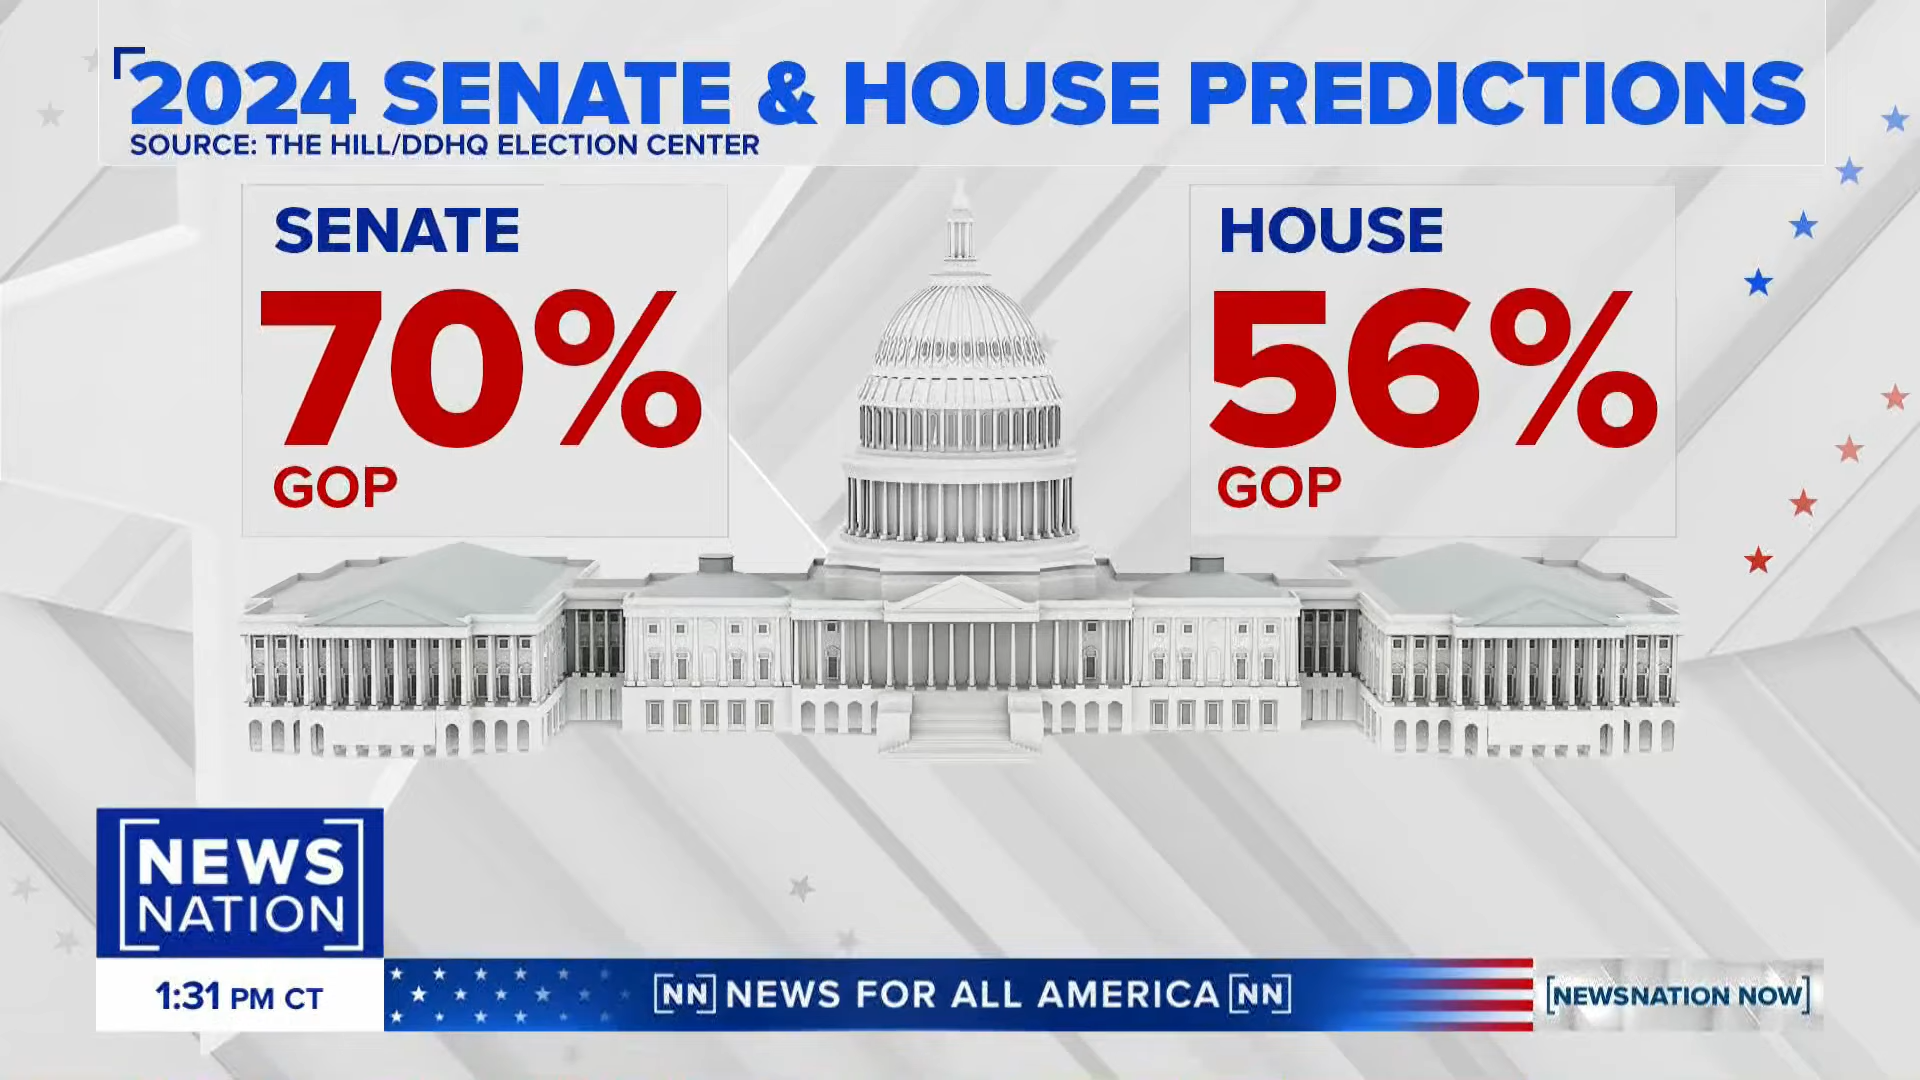 2024 SENATE & HOUSE PREDICTIONS
SOURCE: THE HILL/DDHQ ELECTION CENTER
SENATE
70%
GOP
HOUSE
56%
GOP
NEWS
NATION
1:31 PM CT
NN NEWS FOR ALL AMERICA NN
[NEWSNATION NOW]